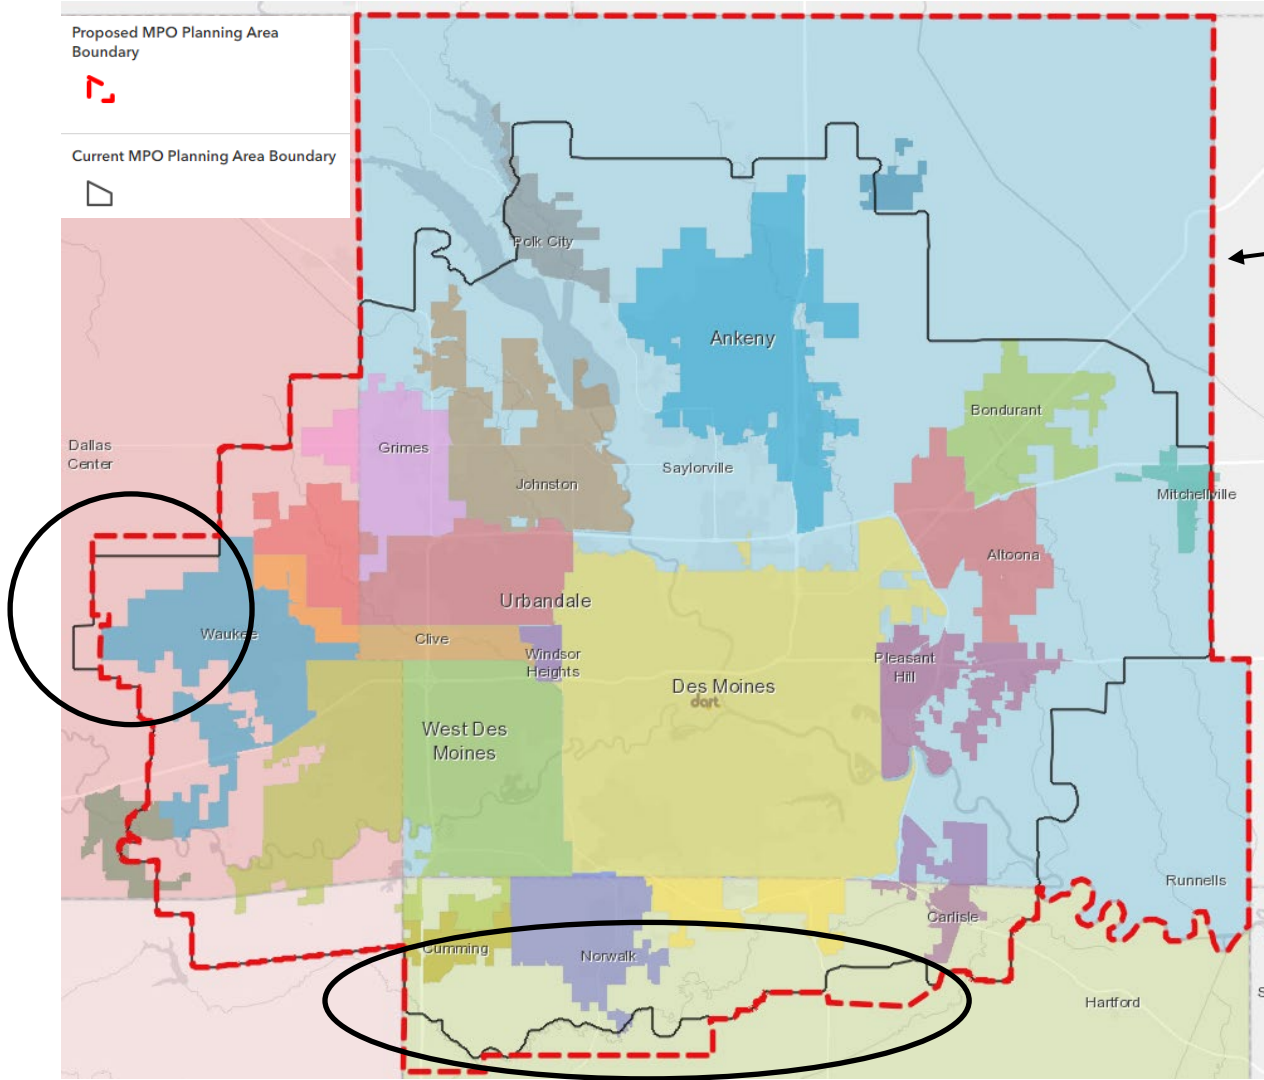 Proposed MPO Planning Area
Boundary
Current MPO Planning Area Boundary
Polk City
Ankeny
Bondurant
Dallas
Center
Grimes
Saylorville
Johnston
Mitchellville
Altoona
Urbandale
Waukee
Clive
Windsor
Heights
Pleasant
Hill
Des Moines
dart
West Des
Moines
Runnells
Carlisle
Cumming
Norwalk
Hartford
S